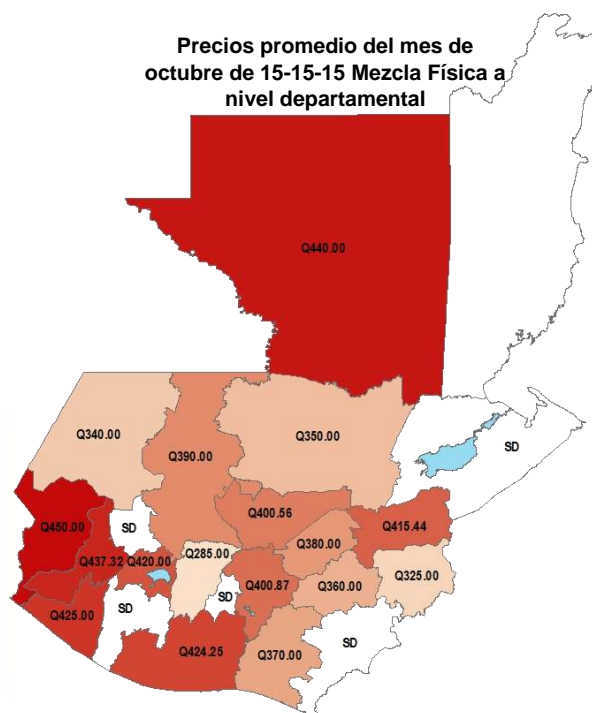 Precios promedio del mes de
octubre de 15-15-15 Mezcla Física a
nivel departamental
Q440.00
Q340.00
Q350.00
Q390.00
SD
Q450.00
SD
Q400.56
Q415.44
Q437.32
Q420.00
Q285.00
Q380.00
Q325.00
Q400.87
Q360.00
SD
SD
Q425.00
SD
Q424.25
Q370.00